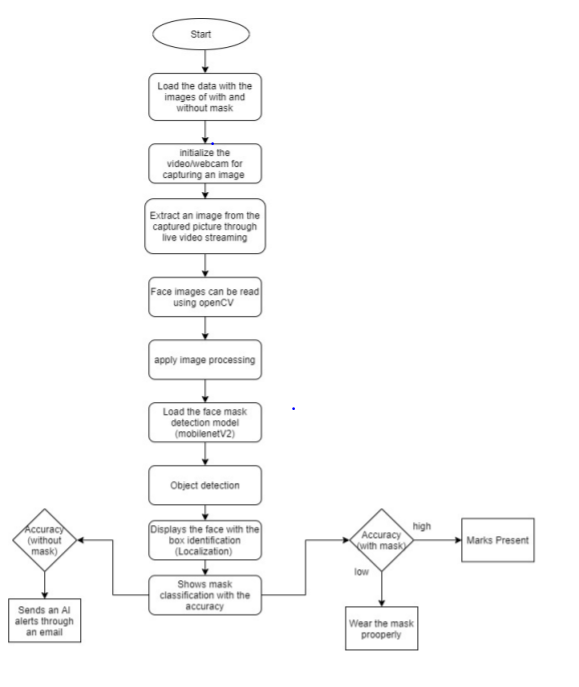 Start
Load the data with the
images of with and
without mask
initialize the
video/webcam for
capturing an image
Extract an image from the
captured picture through
live video streaming
Face images can be read
using openCV
apply image processing
Load the face mask
detection model
(mobilenetV2)
Object detection
Displays the face with the
box identification
(Localization)
Shows mask
classification with the
accuracy
Accuracy
(without
mask)
Sends an AI
alerts through
an email
Accuracy
(with mask)
high
low
Marks Present
Wear the mask
prooperly